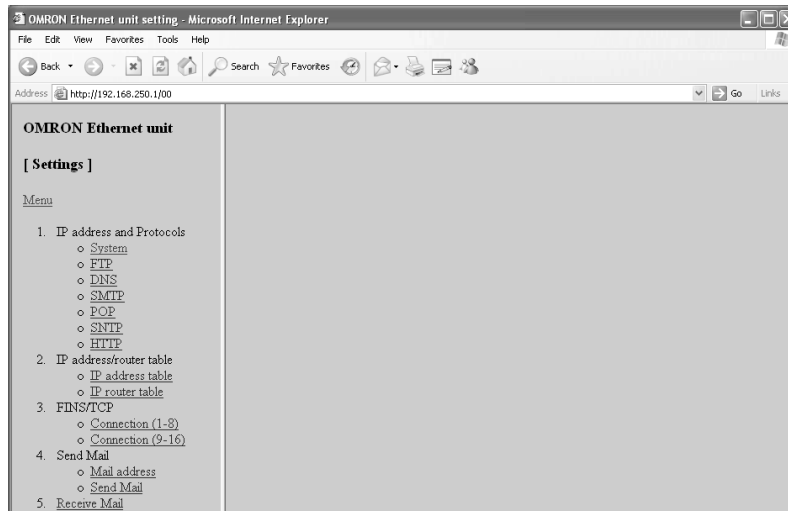 OMRON Ethernet unit setting - Microsoft Internet Explorer
File Edit View Favorites Tools Help
Back Search Favorites
Address http://192.168.250.1/00 Go Links
OMRON Ethernet unit
[ Settings ]
Menu
1. IP address and Protocols
System
FTP
DNS
SMTP
POP
SNTP
HTTP
2. IP address/router table
IP address table
IP router table
3. FINS/TCP
Connection (1-8)
Connection (9-16)
4. Send Mail
Mail address
Send Mail
5. Receive Mail